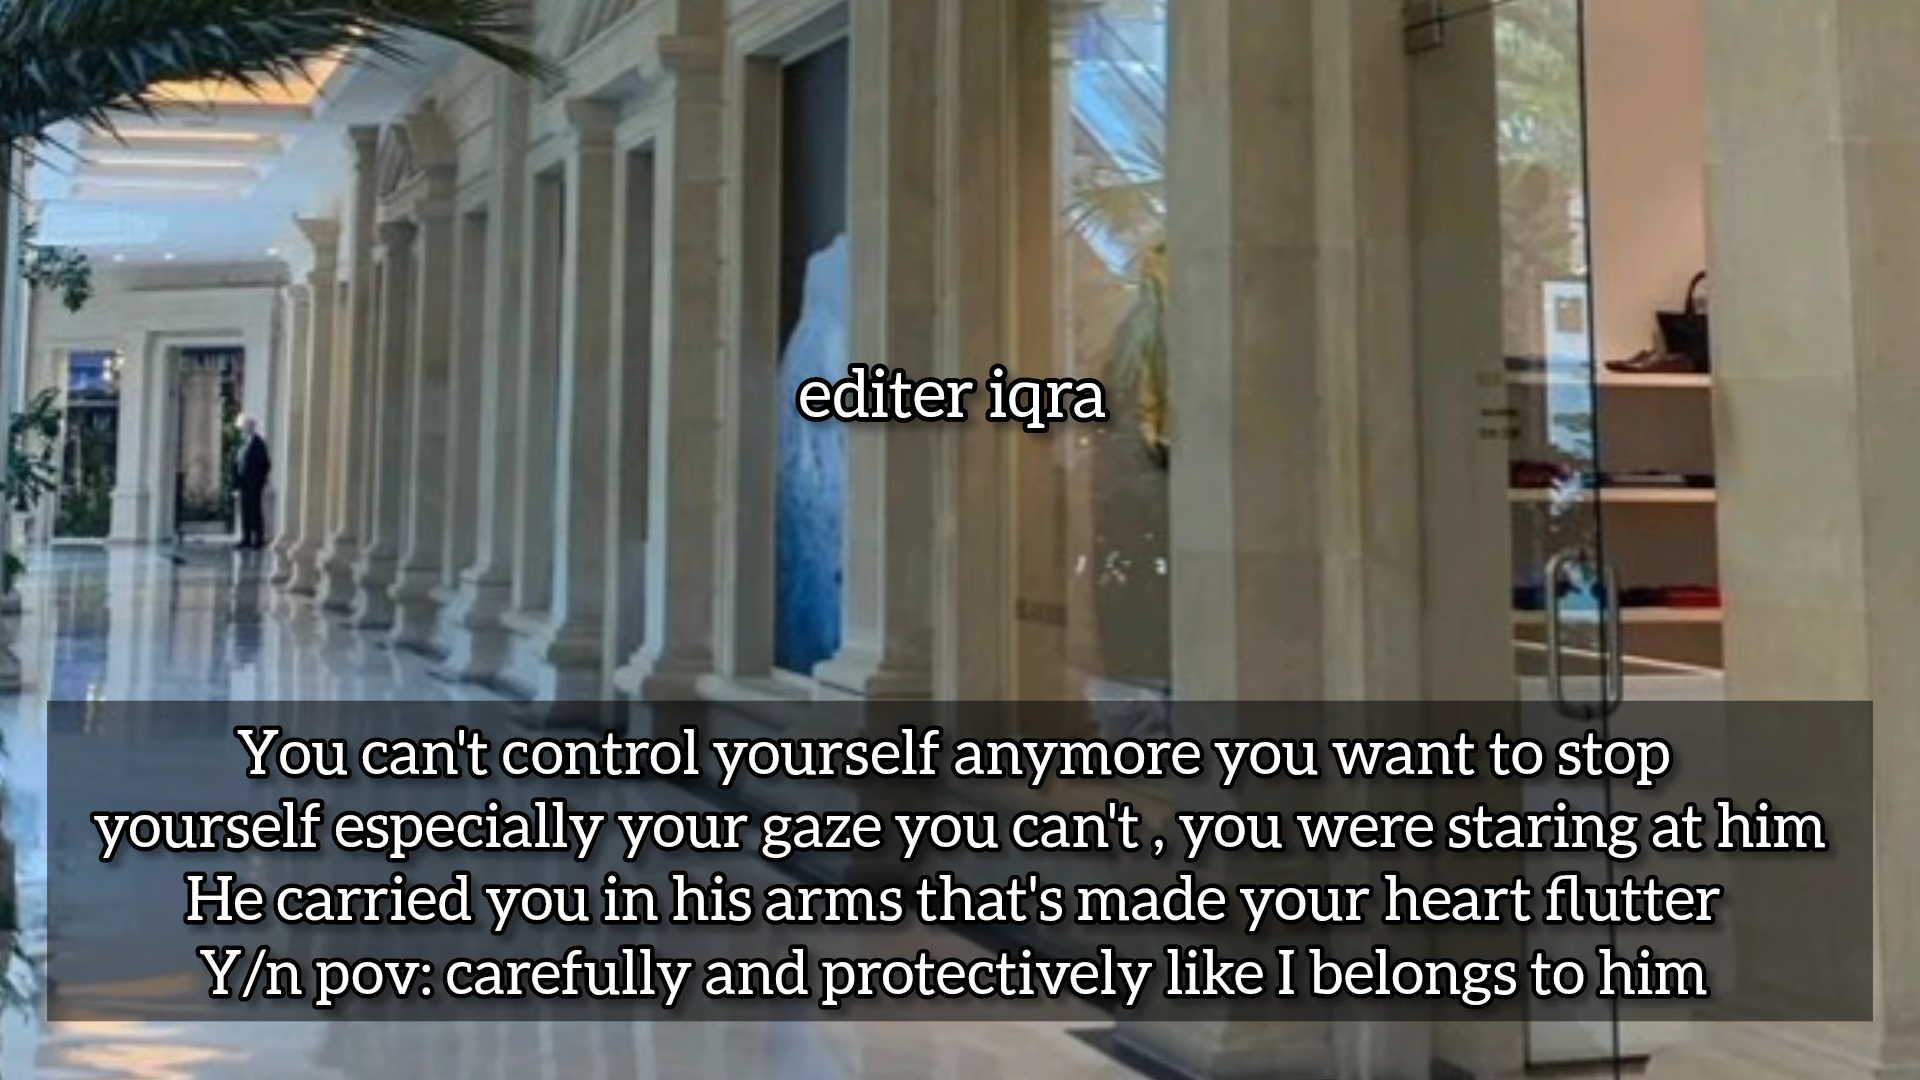 editer iqra
You can't control yourself anymore you want to stop
yourself especially your gaze you can't , you were staring at him
He carried you in his arms that's made your heart flutter
Y/n pov: carefully and protectively like I belongs to him